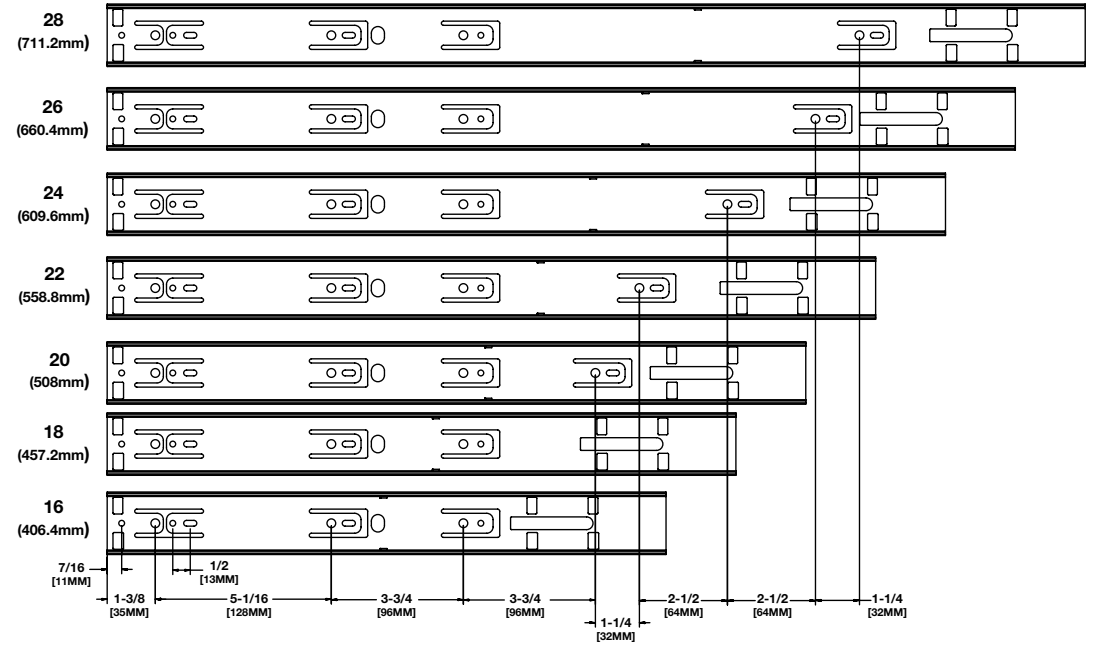 28
(711.2mm)
26
(660.4mm)
24
(609.6mm)
22
(558.8mm)
20
(508mm)
18
(457.2mm)
16
(406.4mm)
7/16
[11MM]
1/2
[13MM]
1-3/8
[35MM]
5-1/16
[128MM]
3-3/4
[96MM]
3-3/4
[96MM]
1-1/4
[32MM]
2-1/2
[64MM]
2-1/2
[64MM]
1-1/4
[32MM]